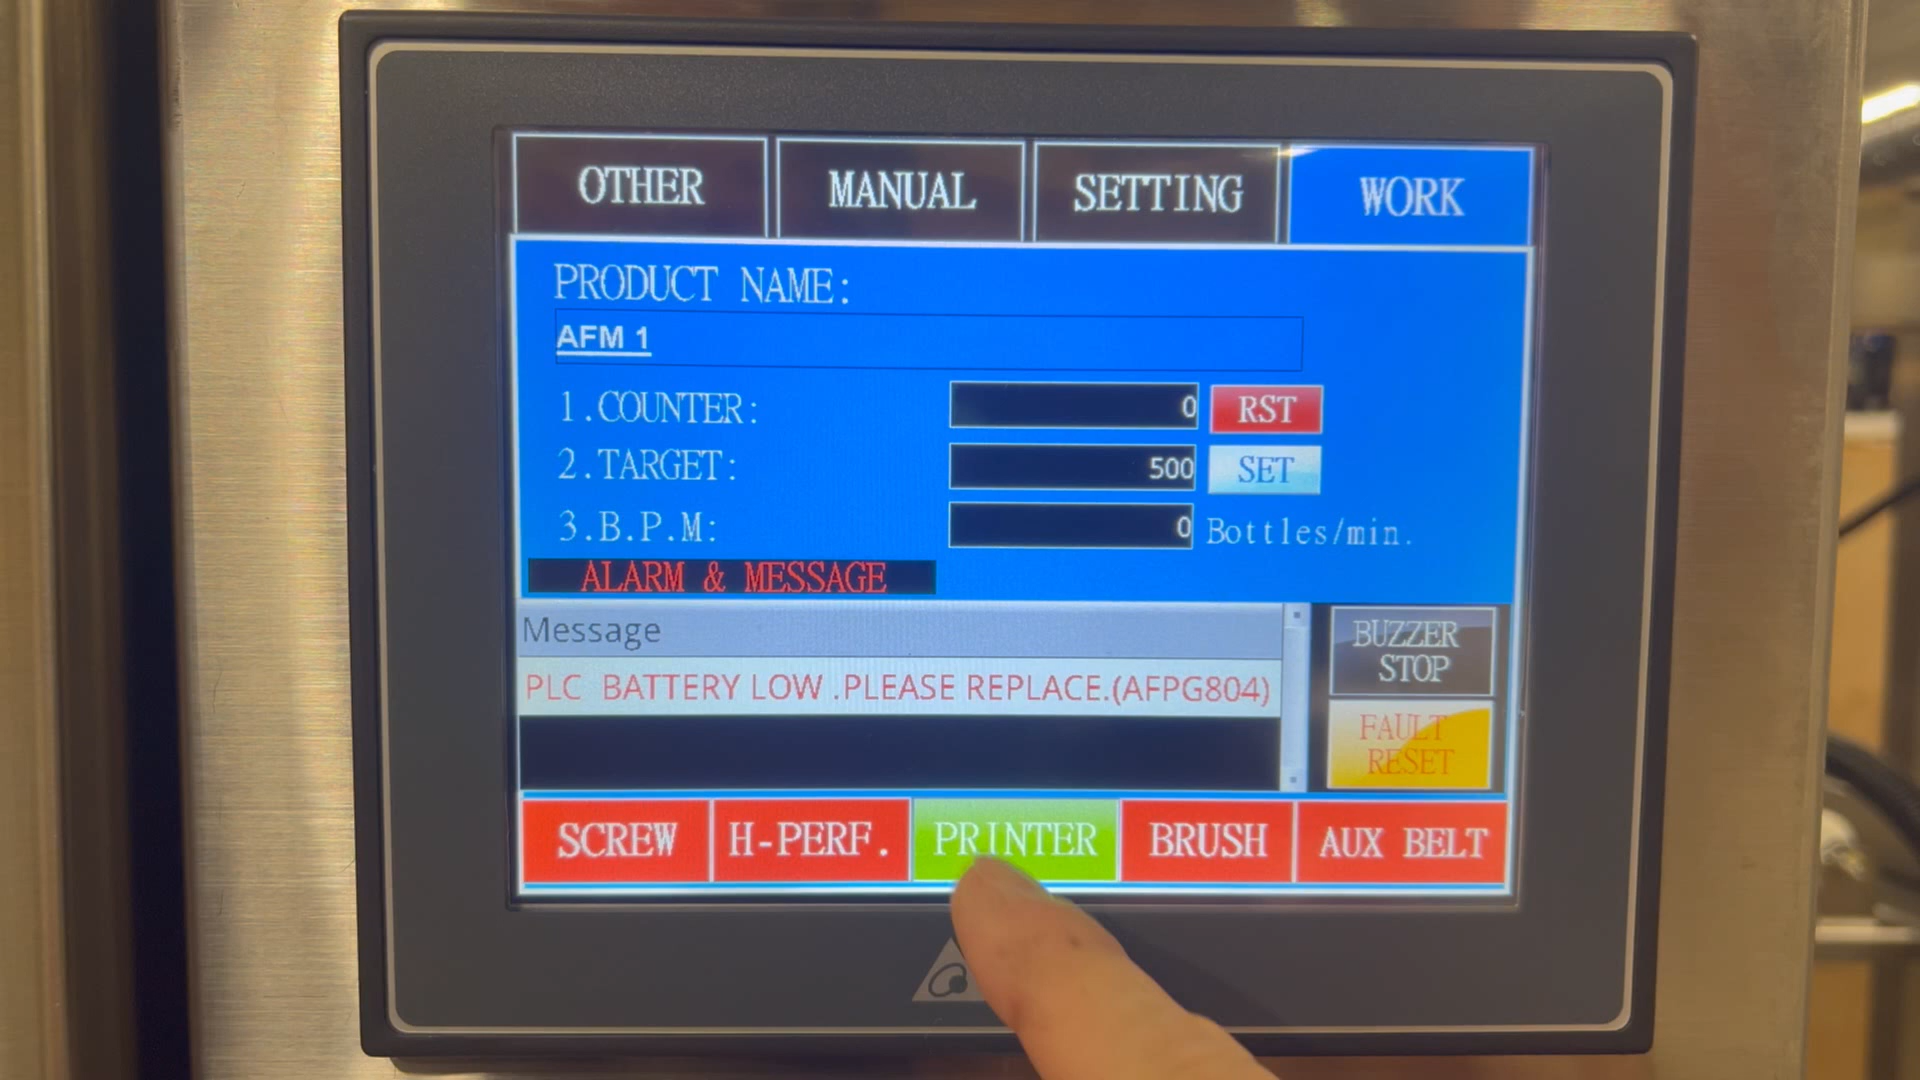 OTHER MANUAL SETTING WORK
PRODUCT NAME:
AFM 1
1.COUNTER: 0 RST
2.TARGET: 500 SET
3.B.P.M: 0 Bottles/min.
ALARM & MESSAGE
Message
PLC BATTERY LOW .PLEASE REPLACE.(AFPG804)
BUZZER
STOP
FAULT
RESET
SCREW H-PERF. PRINTER BRUSH AUX BELT